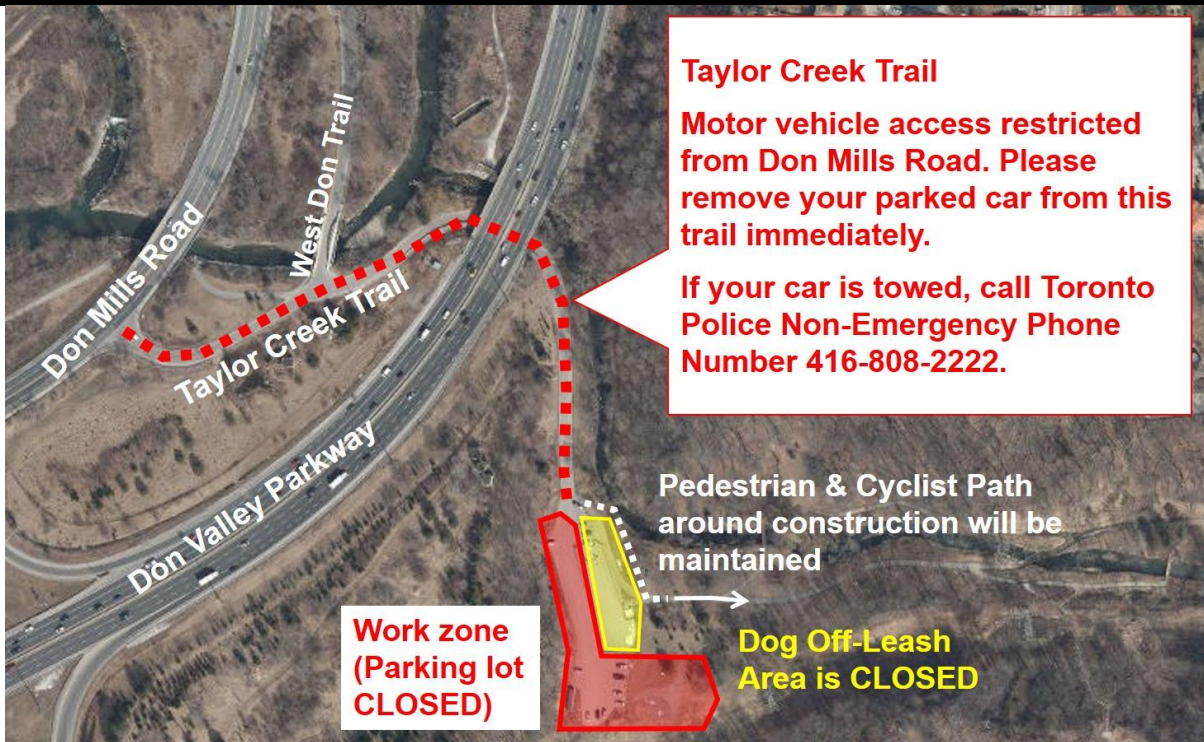 Taylor Creek Trail
Motor vehicle access restricted
from Don Mills Road. Please
remove your parked car from this
trail immediately.
If your car is towed, call Toronto
Police Non-Emergency Phone
Number 416-808-2222.
West Don Trail
Don Mills Road
Taylor Creek Trail
Don Valley Parkway
Pedestrian & Cyclist Path
around construction will be
maintained
Work zone
(Parking lot
CLOSED)
Dog Off-Leash
Area is CLOSED